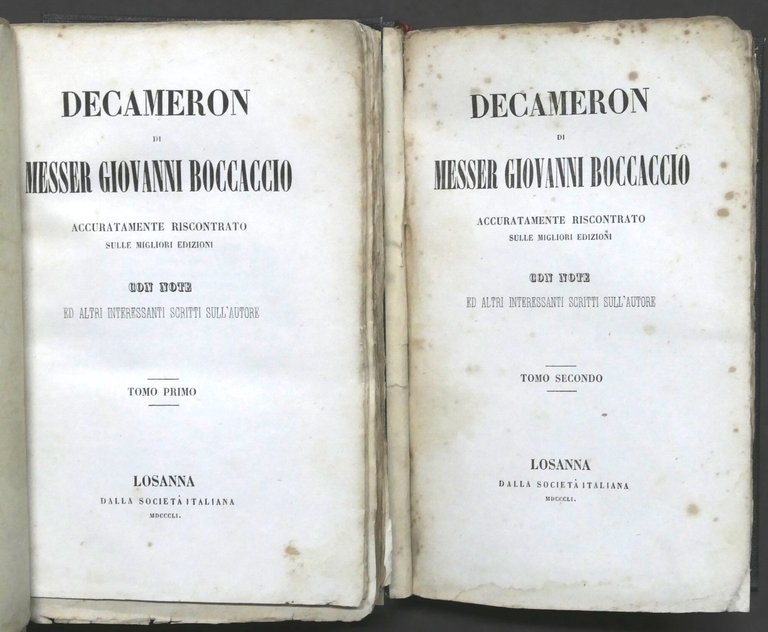 DECAMERON
DI
MESSER GIOVANNI BOCCACCIO
ACCURATAMENTE RISCONTRATO
SULLE MIGLIORI EDIZIONI
CON NOTE
ED ALTRI INTERESSANTI SCRITTI SULL'AUTORE
TOMO PRIMO
LOSANNA
DALLA SOCIETÀ ITALIANA
MDCCCLI.
DECAMERON
DI
MESSER GIOVANNI BOCCACCIO
ACCURATAMENTE RISCONTRATO
SULLE MIGLIORI EDIZIONI
CON NOTE
ED ALTRI INTERESSANTI SCRITTI SULL'AUTORE
TOMO SECONDO
LOSANNA
DALLA SOCIETÀ ITALIANA
MDCCCLI.